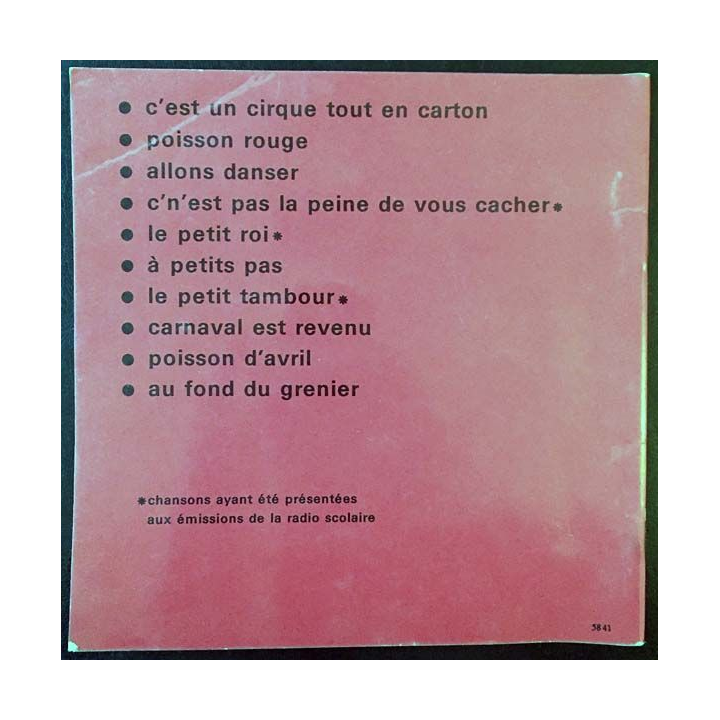 ● c'est un cirque tout en carton
● poisson rouge
● allons danser
● c'n'est pas la peine de vous cacher*
● le petit roi*
● à petits pas
● le petit tambour*
● carnaval est revenu
● poisson d'avril
● au fond du grenier
*chansons ayant été présentées
aux émissions de la radio scolaire
5841